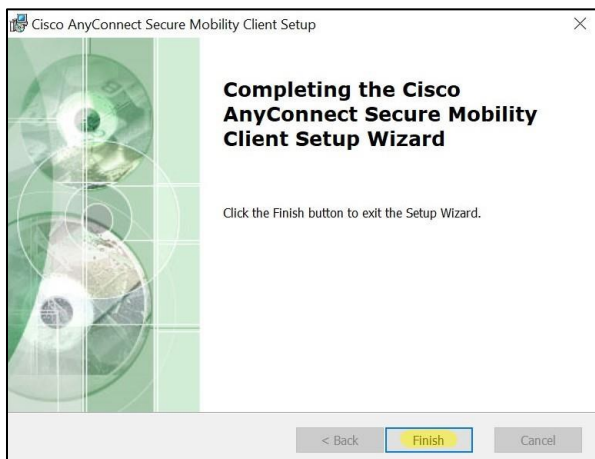 Cisco AnyConnect Secure Mobility Client Setup
Completing the Cisco
AnyConnect Secure Mobility
Client Setup Wizard
Click the Finish button to exit the Setup Wizard.
< Back
Finish
Cancel